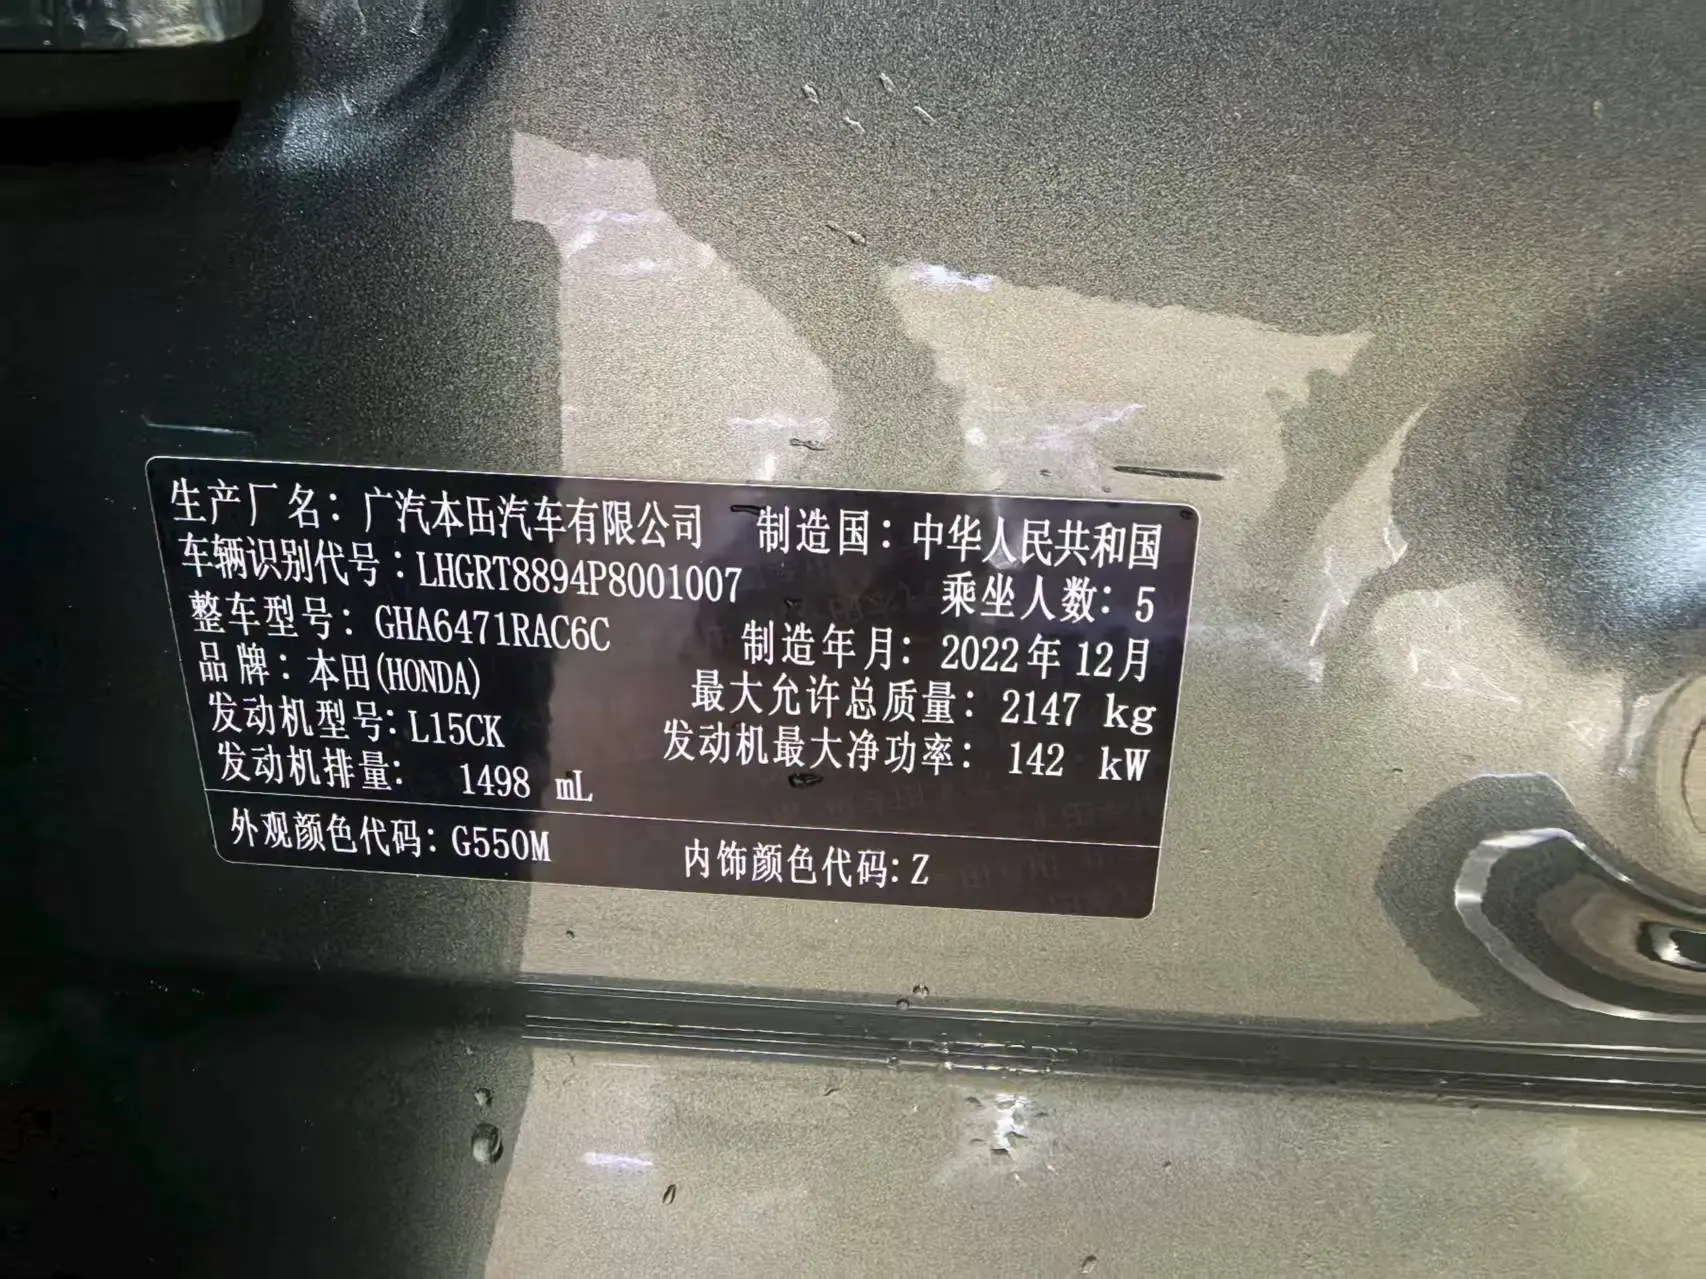 生产厂名：广汽本田汽车有限公司 制造国：中华人民共和国
车辆识别代号：LHGRT8894P8001007 乘坐人数：5
整车型号：GHA6471RAC6C 制造年月：2022年12月
品牌：本田(HONDA) 最大允许总质量：2147 kg
发动机型号：L15CK 发动机最大净功率：142 kW
发动机排量：1498 mL
外观颜色代码：G550M 内饰颜色代码：Z